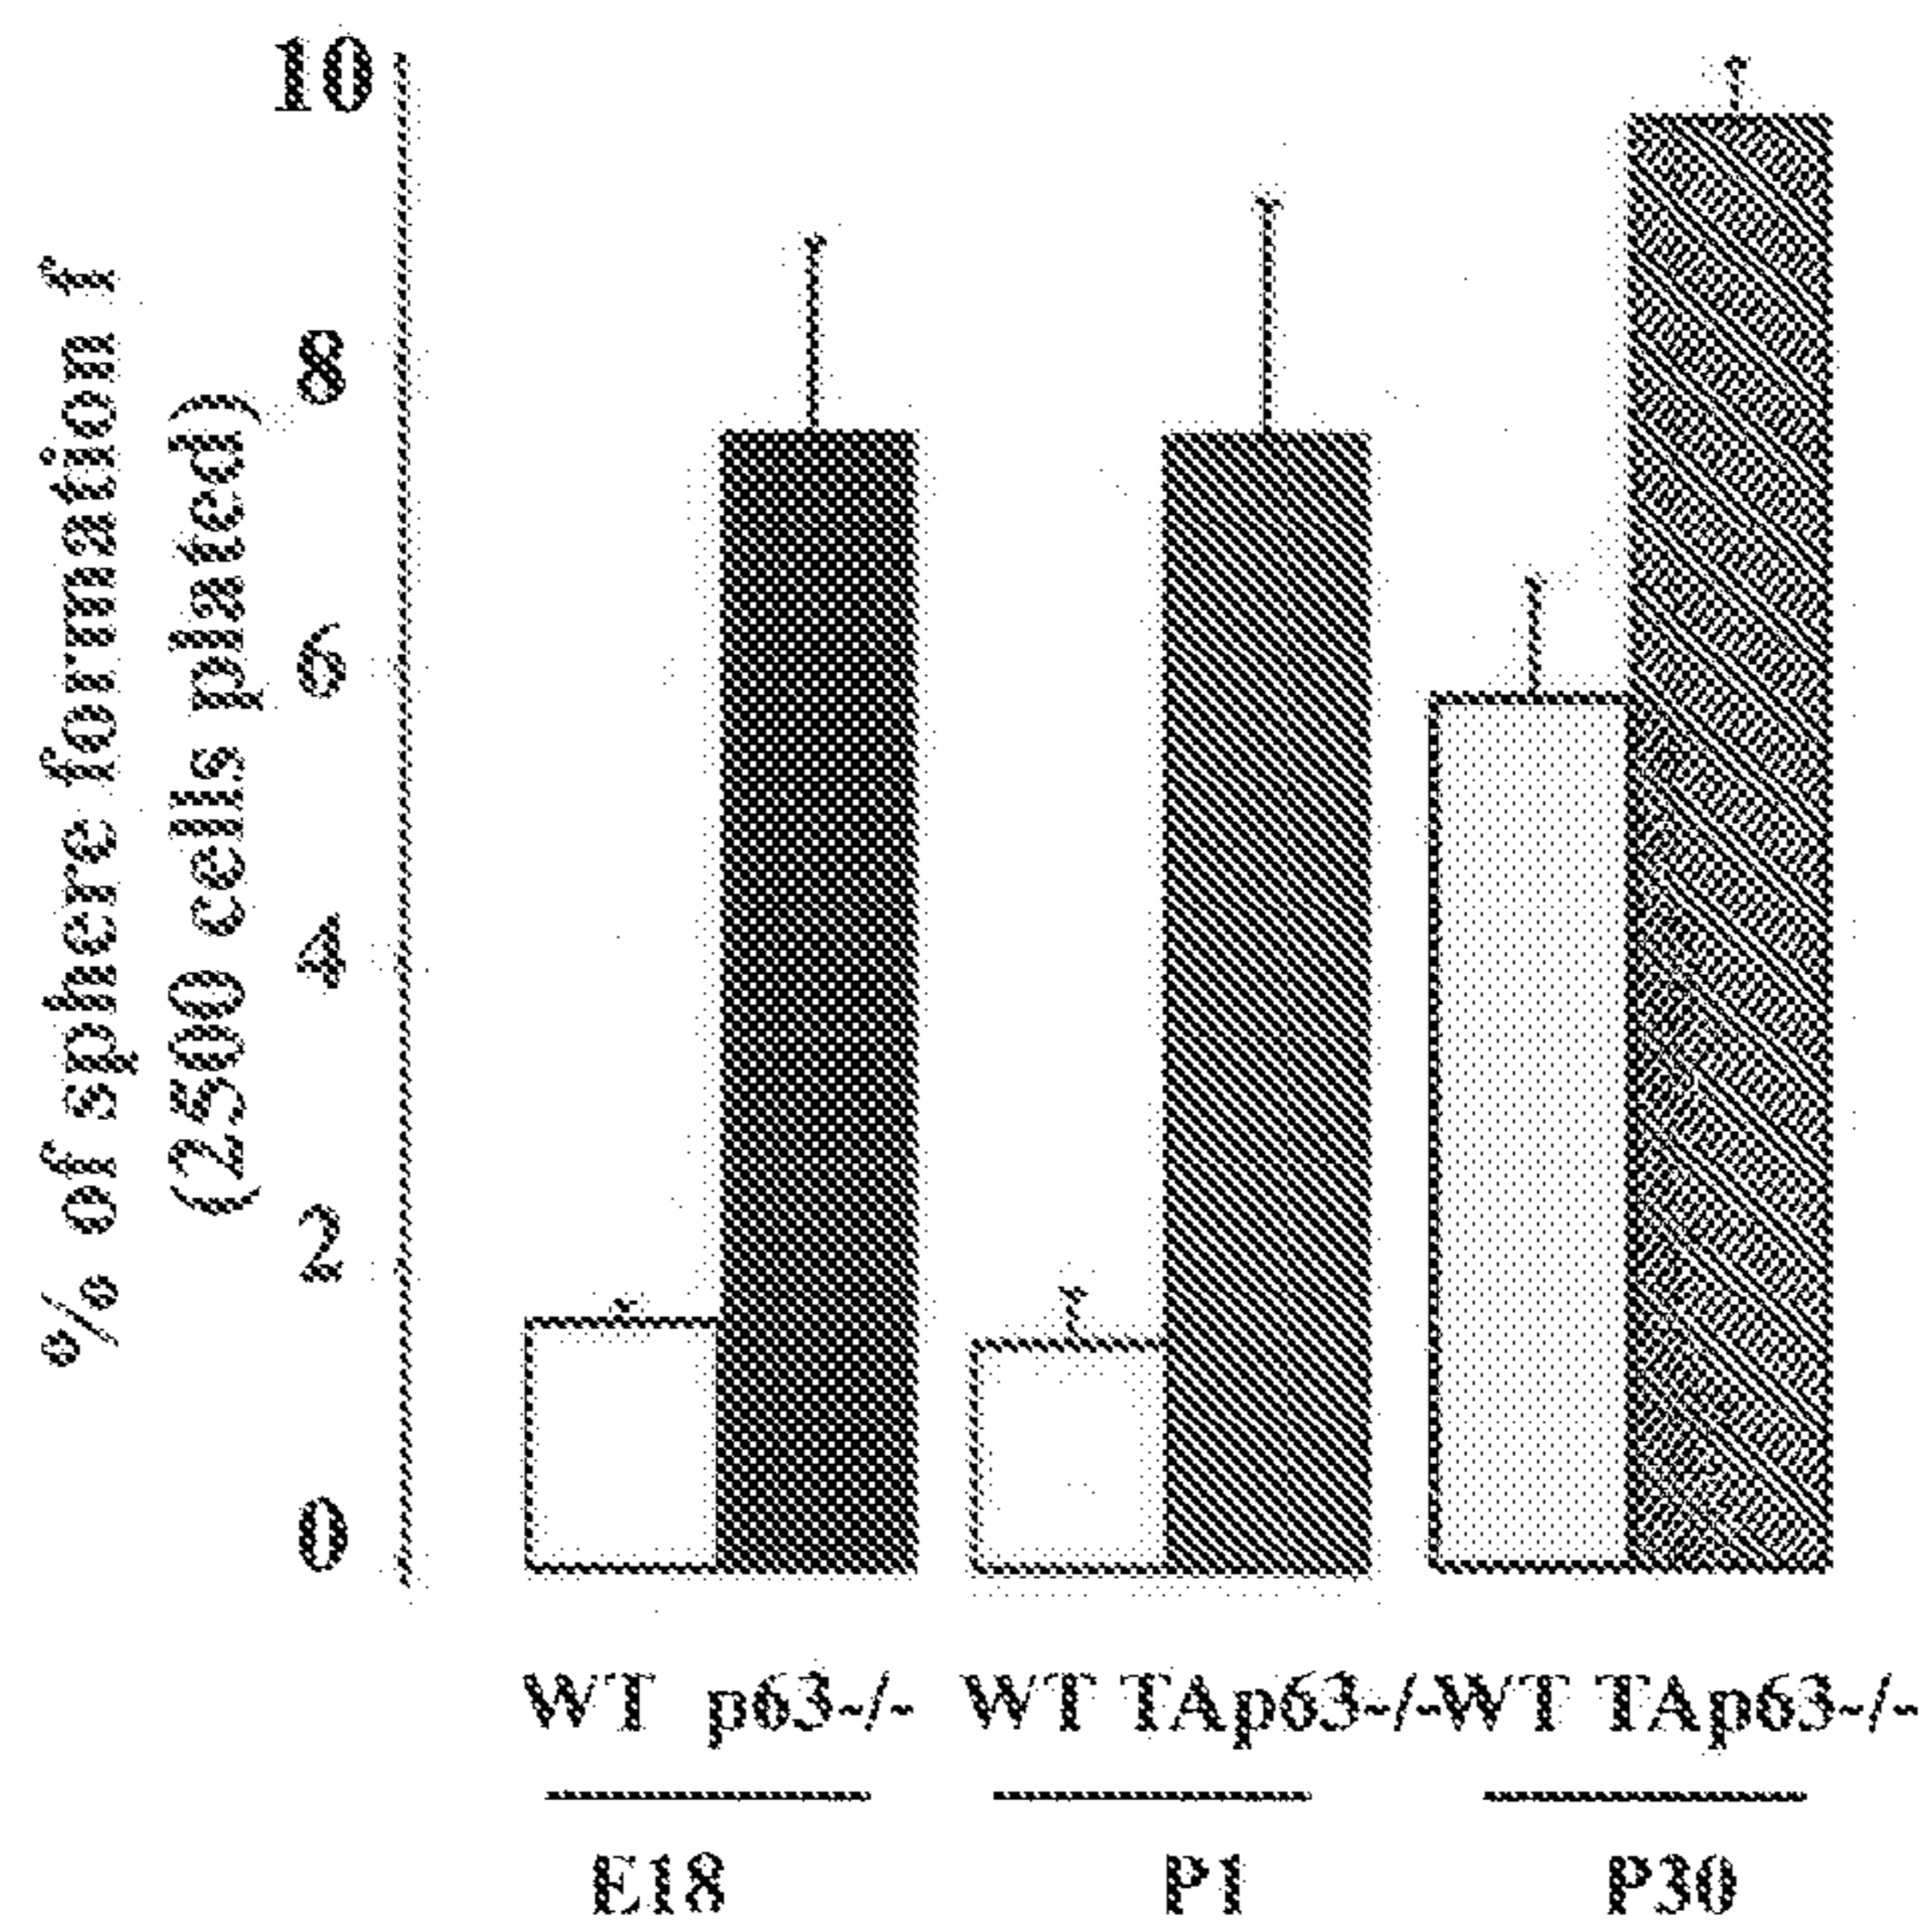 % of sphere formation f
(2500 cells plated)
10
8
6
4
2
0
WT p63-/- WT TAp63-/- WT TAp63-/-
E18 P1 P30